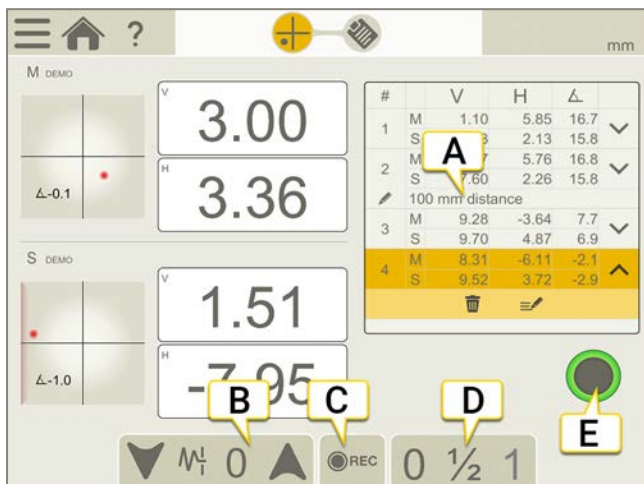 ?
mm
M DEMO
V
3.00
∡-0.1
H
3.36
S DEMO
V
1.51
∡-1.0
H
-7.95
# V H ∡
1 M 1.10 5.85 16.7
S 2.13 15.8
2 M 5.76 16.8
S 7.60 2.26 15.8
100 mm distance
3 M 9.28 -3.64 7.7
S 9.70 4.87 6.9
4 M 8.31 -6.11 -2.1
S 9.52 3.72 -2.9
A
B
C
D
E
0
REC
0 ½ 1